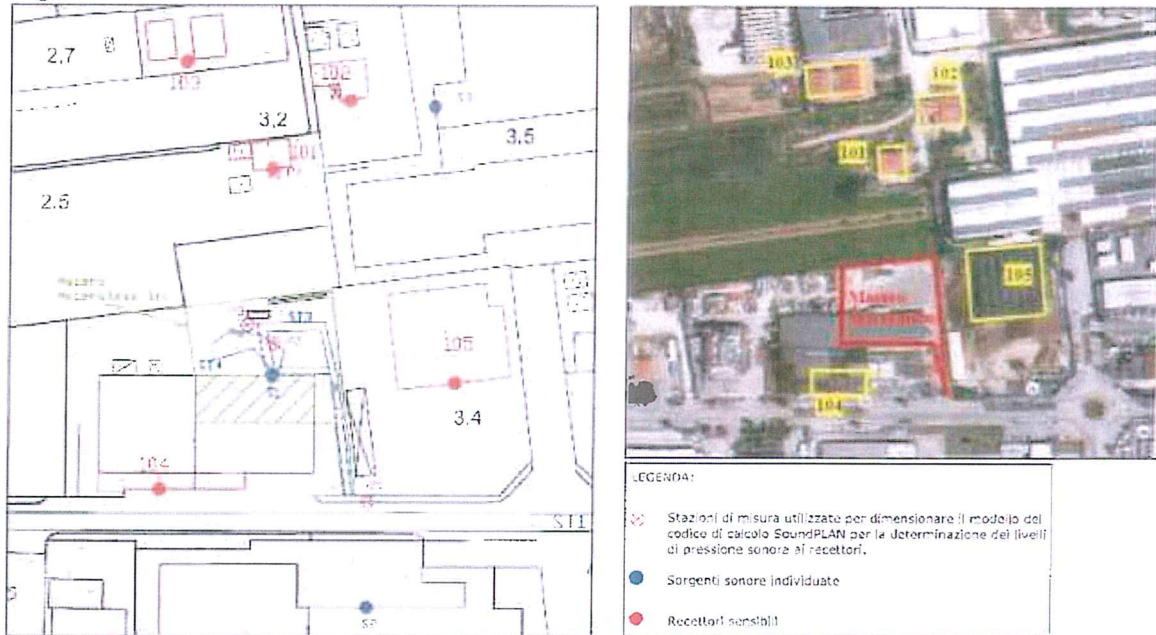 2.7
103
102
S3
3.2
101
3.5
2.5
ST3
ST4
105
3.4
104
ST1
S2
103
102
101
105
104
LEGENDA:
Stazioni di misura utilizzate per dimensionare il modello del
codice di calcolo SoundPLAN per la determinazione dei livelli
di pressione sonora ai recettori.
Sorgenti sonore individuate
Recettori sensibili